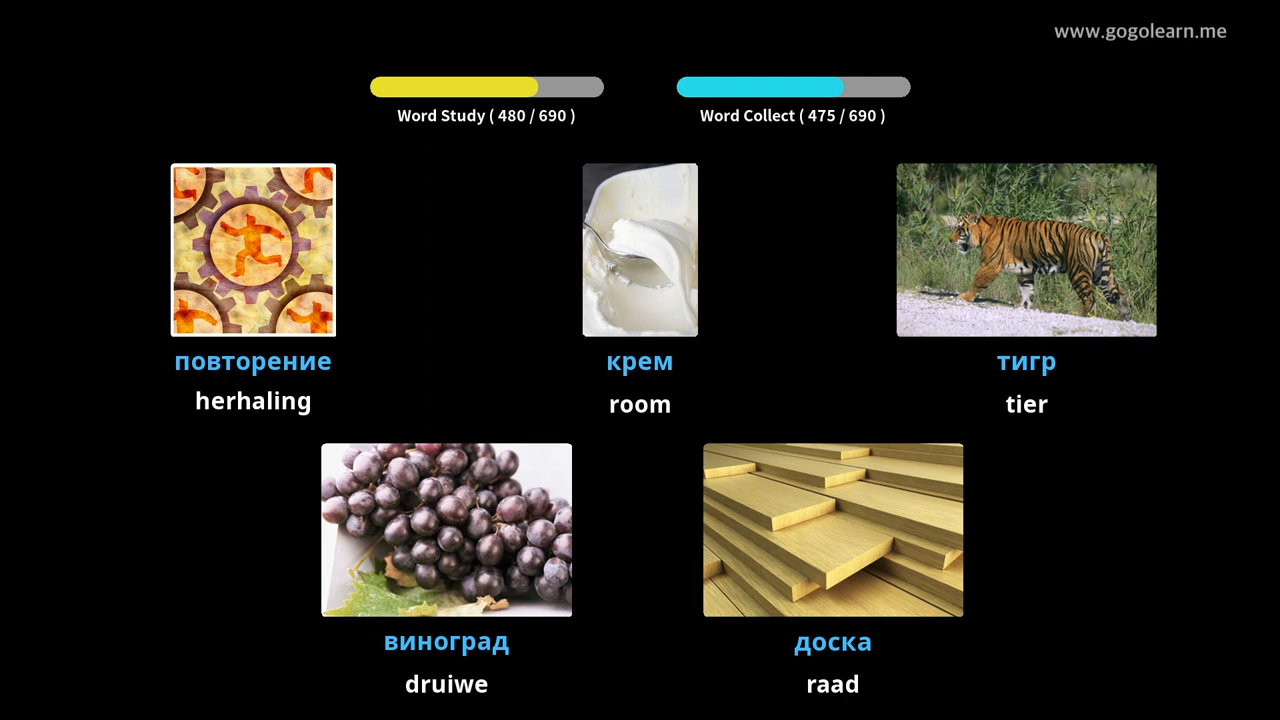 www.gogolearn.me
Word Study ( 480 / 690 )
Word Collect ( 475 / 690 )
повторение
herhaling
крем
room
тигр
tier
виноград
druiwe
доска
raad